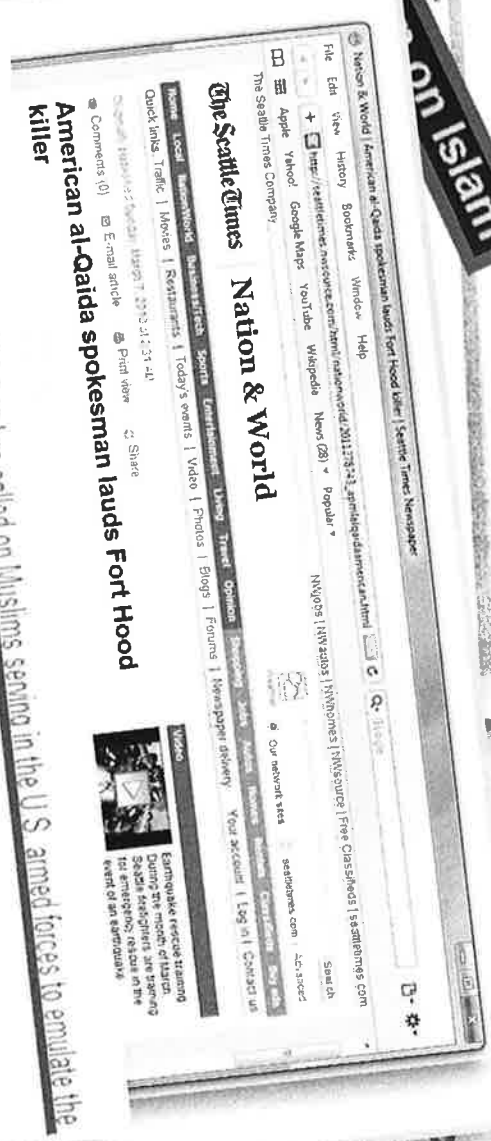 on Islam
Nation & World | American al-Qaida spokesman lauds Fort Hood killer | Seattle Times Newspaper
File Edit View History Bookmarks Window Help
Apple Yahoo! Google Maps YouTube Wikipedia News (28) Popular
The Seattle Times Company
NWjobs | NWautos | NWhomes | NWsource | Free Classifieds | seattletimes.com
The Seattle Times Nation & World
Our network sites seattletimes.com Advanced
Search
Home Local Nation/World Business/Tech Sports Entertainment Living Travel Opinion Shopping Jobs Autos Homes Rentals
Quick links: Traffic | Movies | Restaurants | Today's events | Video | Photos | Blogs | Forums | Newspaper delivery Your account | Log in | Contact us
Comments (0) E-mail article Print view Share
American al-Qaida spokesman lauds Fort Hood
killer
Video
Earthquake rescue training
During the month of March,
Seattle firefighters are training
for emergency rescue in the
event of an earthquake.
called on Muslims serving in the U.S. armed forces to emulate the